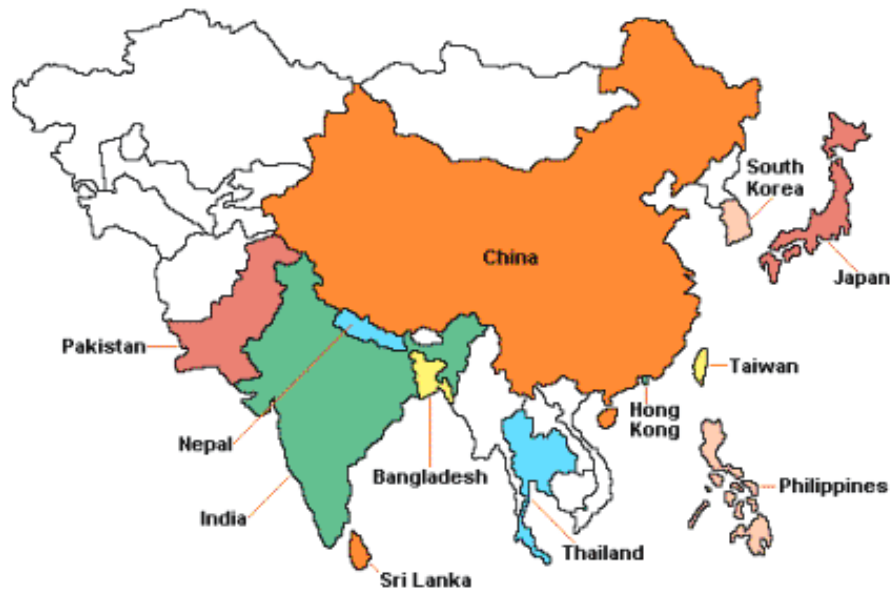 South
Korea
China
Japan
Pakistan
Taiwan
Hong
Kong
Nepal
Bangladesh
Philippines
India
Thailand
Sri Lanka